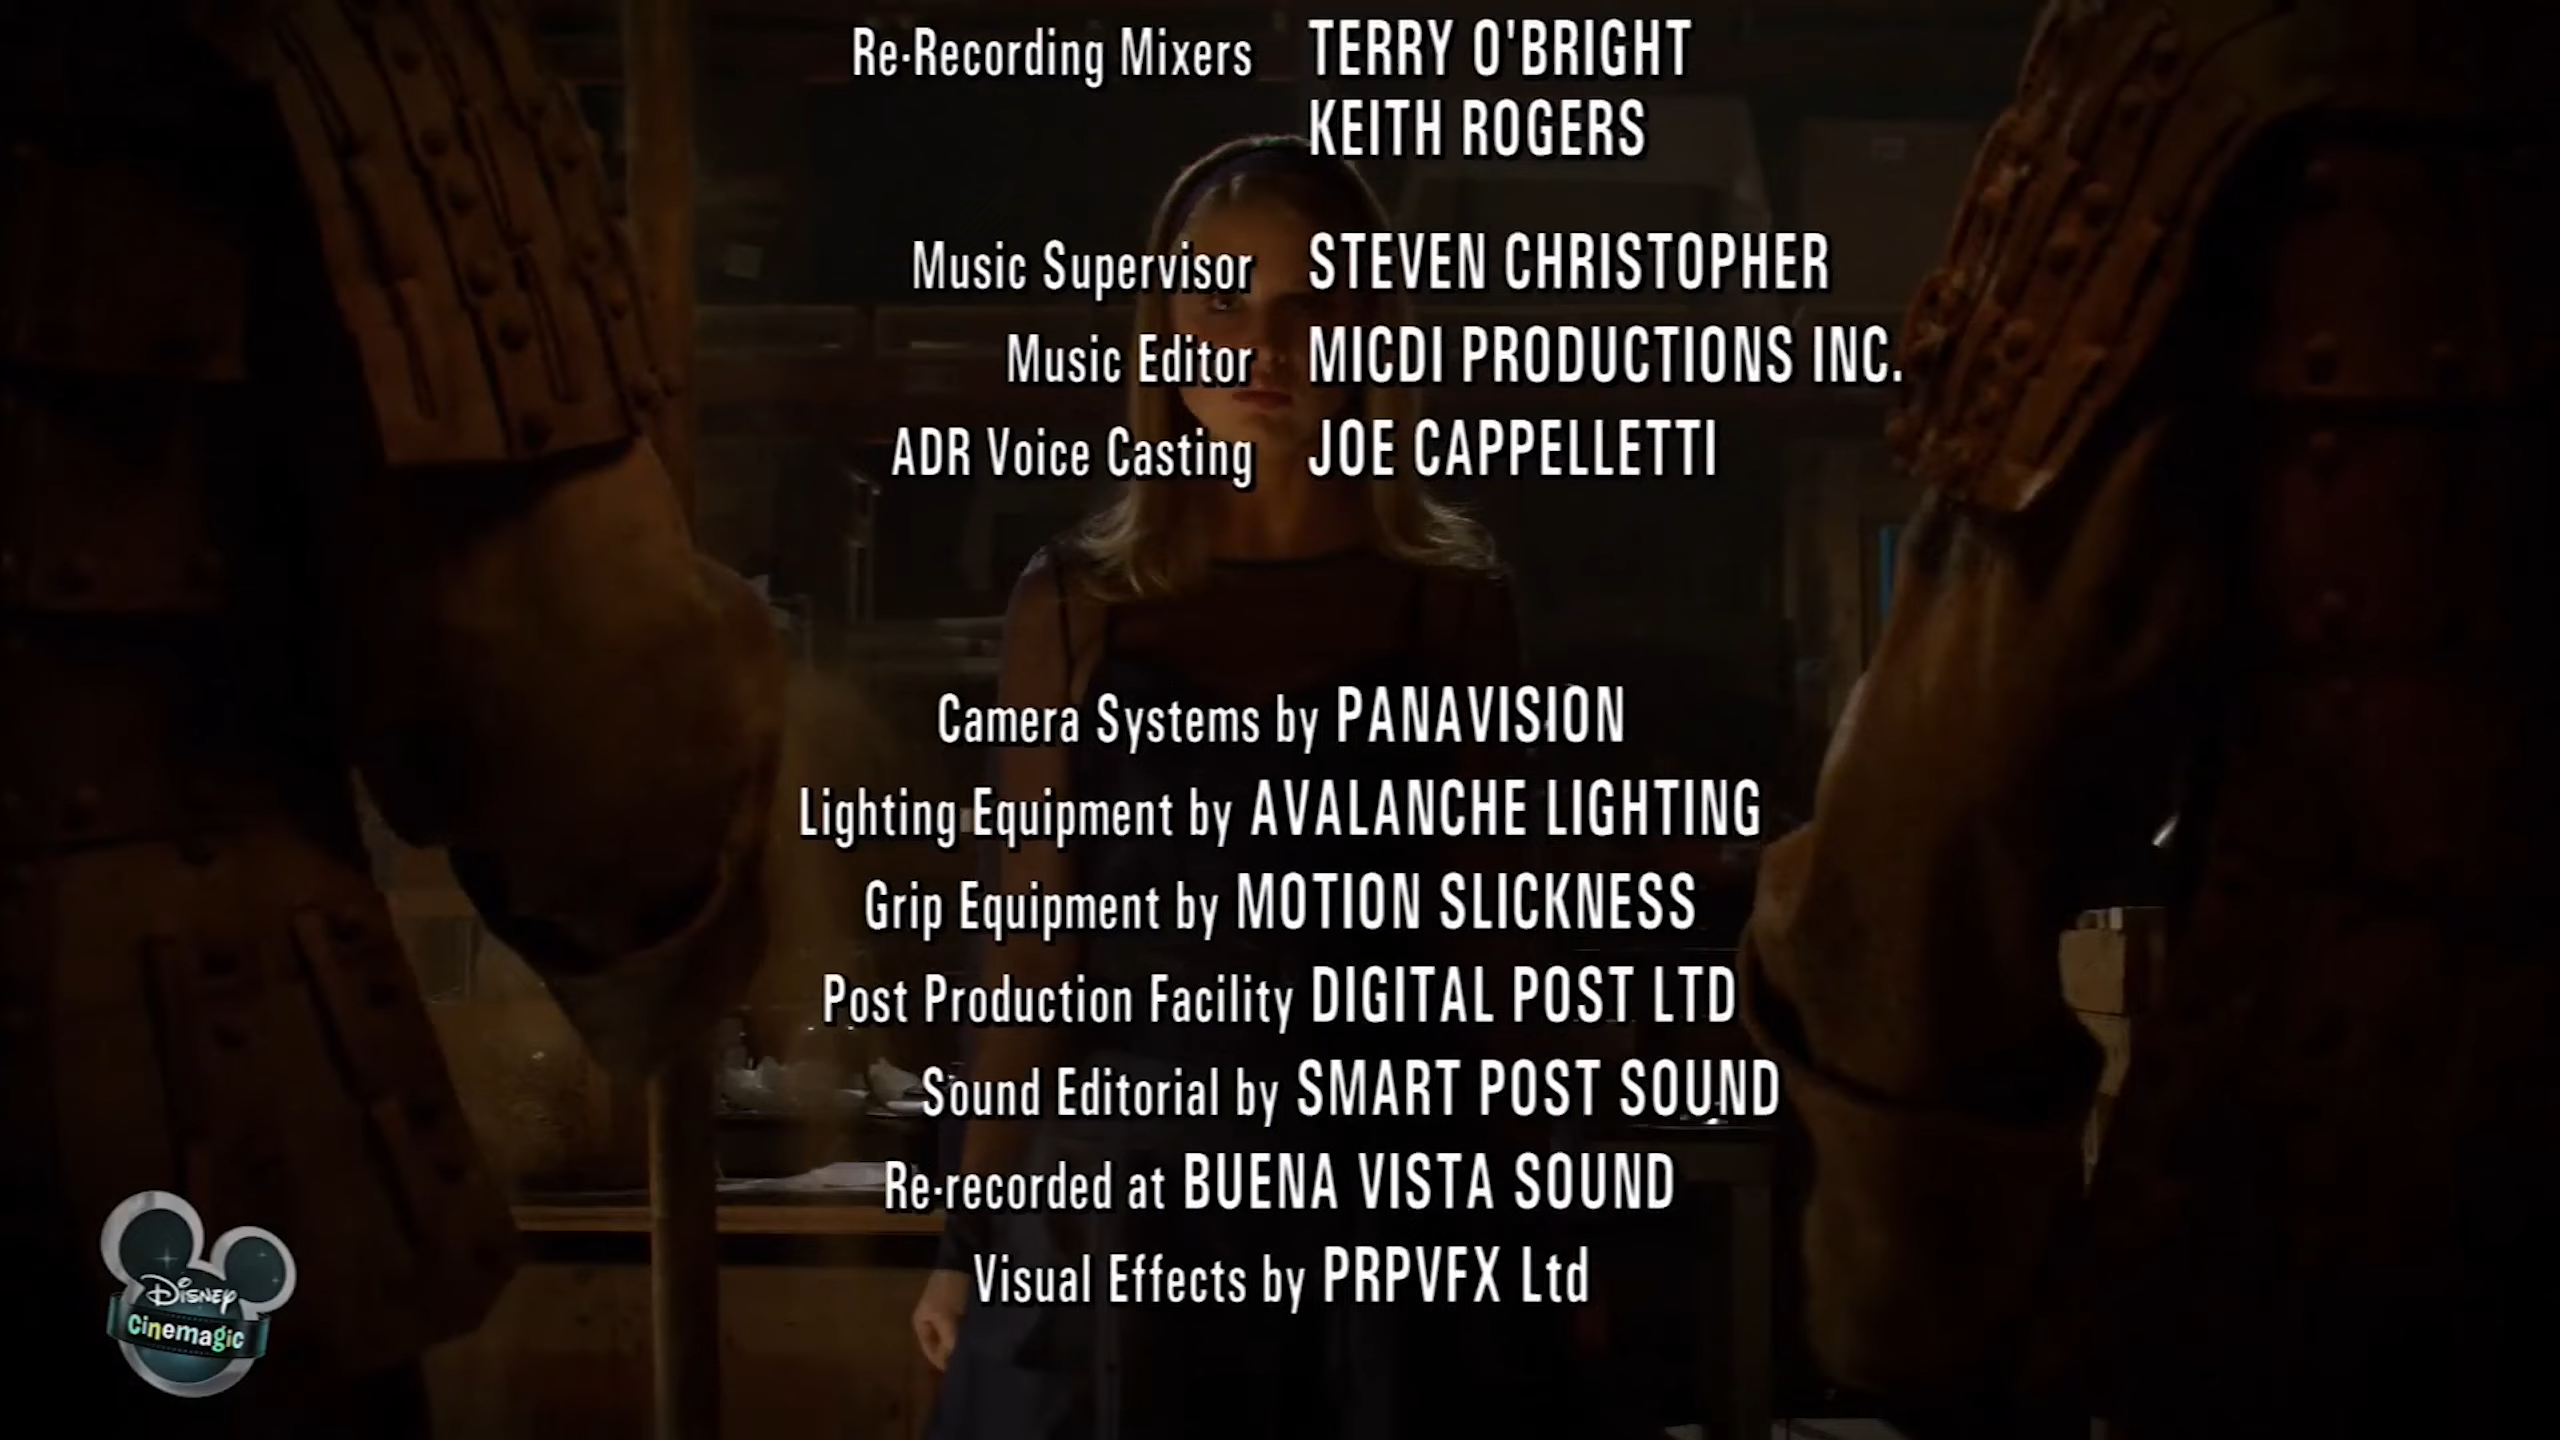 Re-Recording Mixers TERRY O'BRIGHT
KEITH ROGERS
Music Supervisor STEVEN CHRISTOPHER
Music Editor MICDI PRODUCTIONS INC.
ADR Voice Casting JOE CAPPELLETTI
Camera Systems by PANAVISION
Lighting Equipment by AVALANCHE LIGHTING
Grip Equipment by MOTION SLICKNESS
Post Production Facility DIGITAL POST LTD
Sound Editorial by SMART POST SOUND
Re-recorded at BUENA VISTA SOUND
Visual Effects by PRPVFX Ltd
Disney
Cinemagic